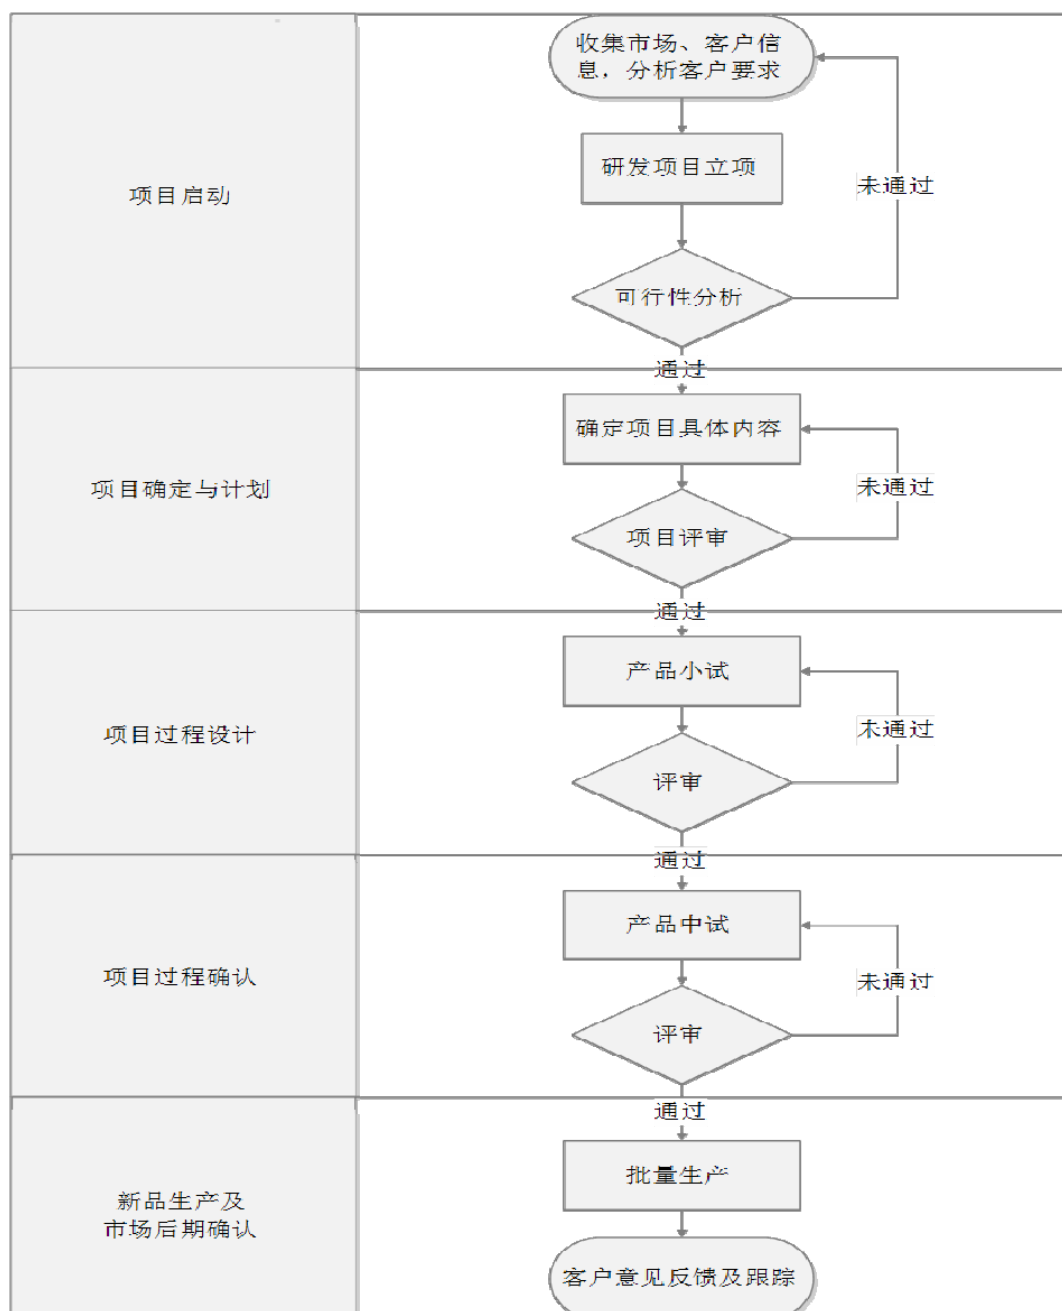 收集市场、客户信
息，分析客户要求
研发项目立项
项目启动
未通过
可行性分析
通过
确定项目具体内容
项目确定与计划
未通过
项目评审
通过
产品小试
项目过程设计
未通过
评审
通过
产品中试
项目过程确认
未通过
评审
通过
批量生产
新品生产及
市场后期确认
客户意见反馈及跟踪